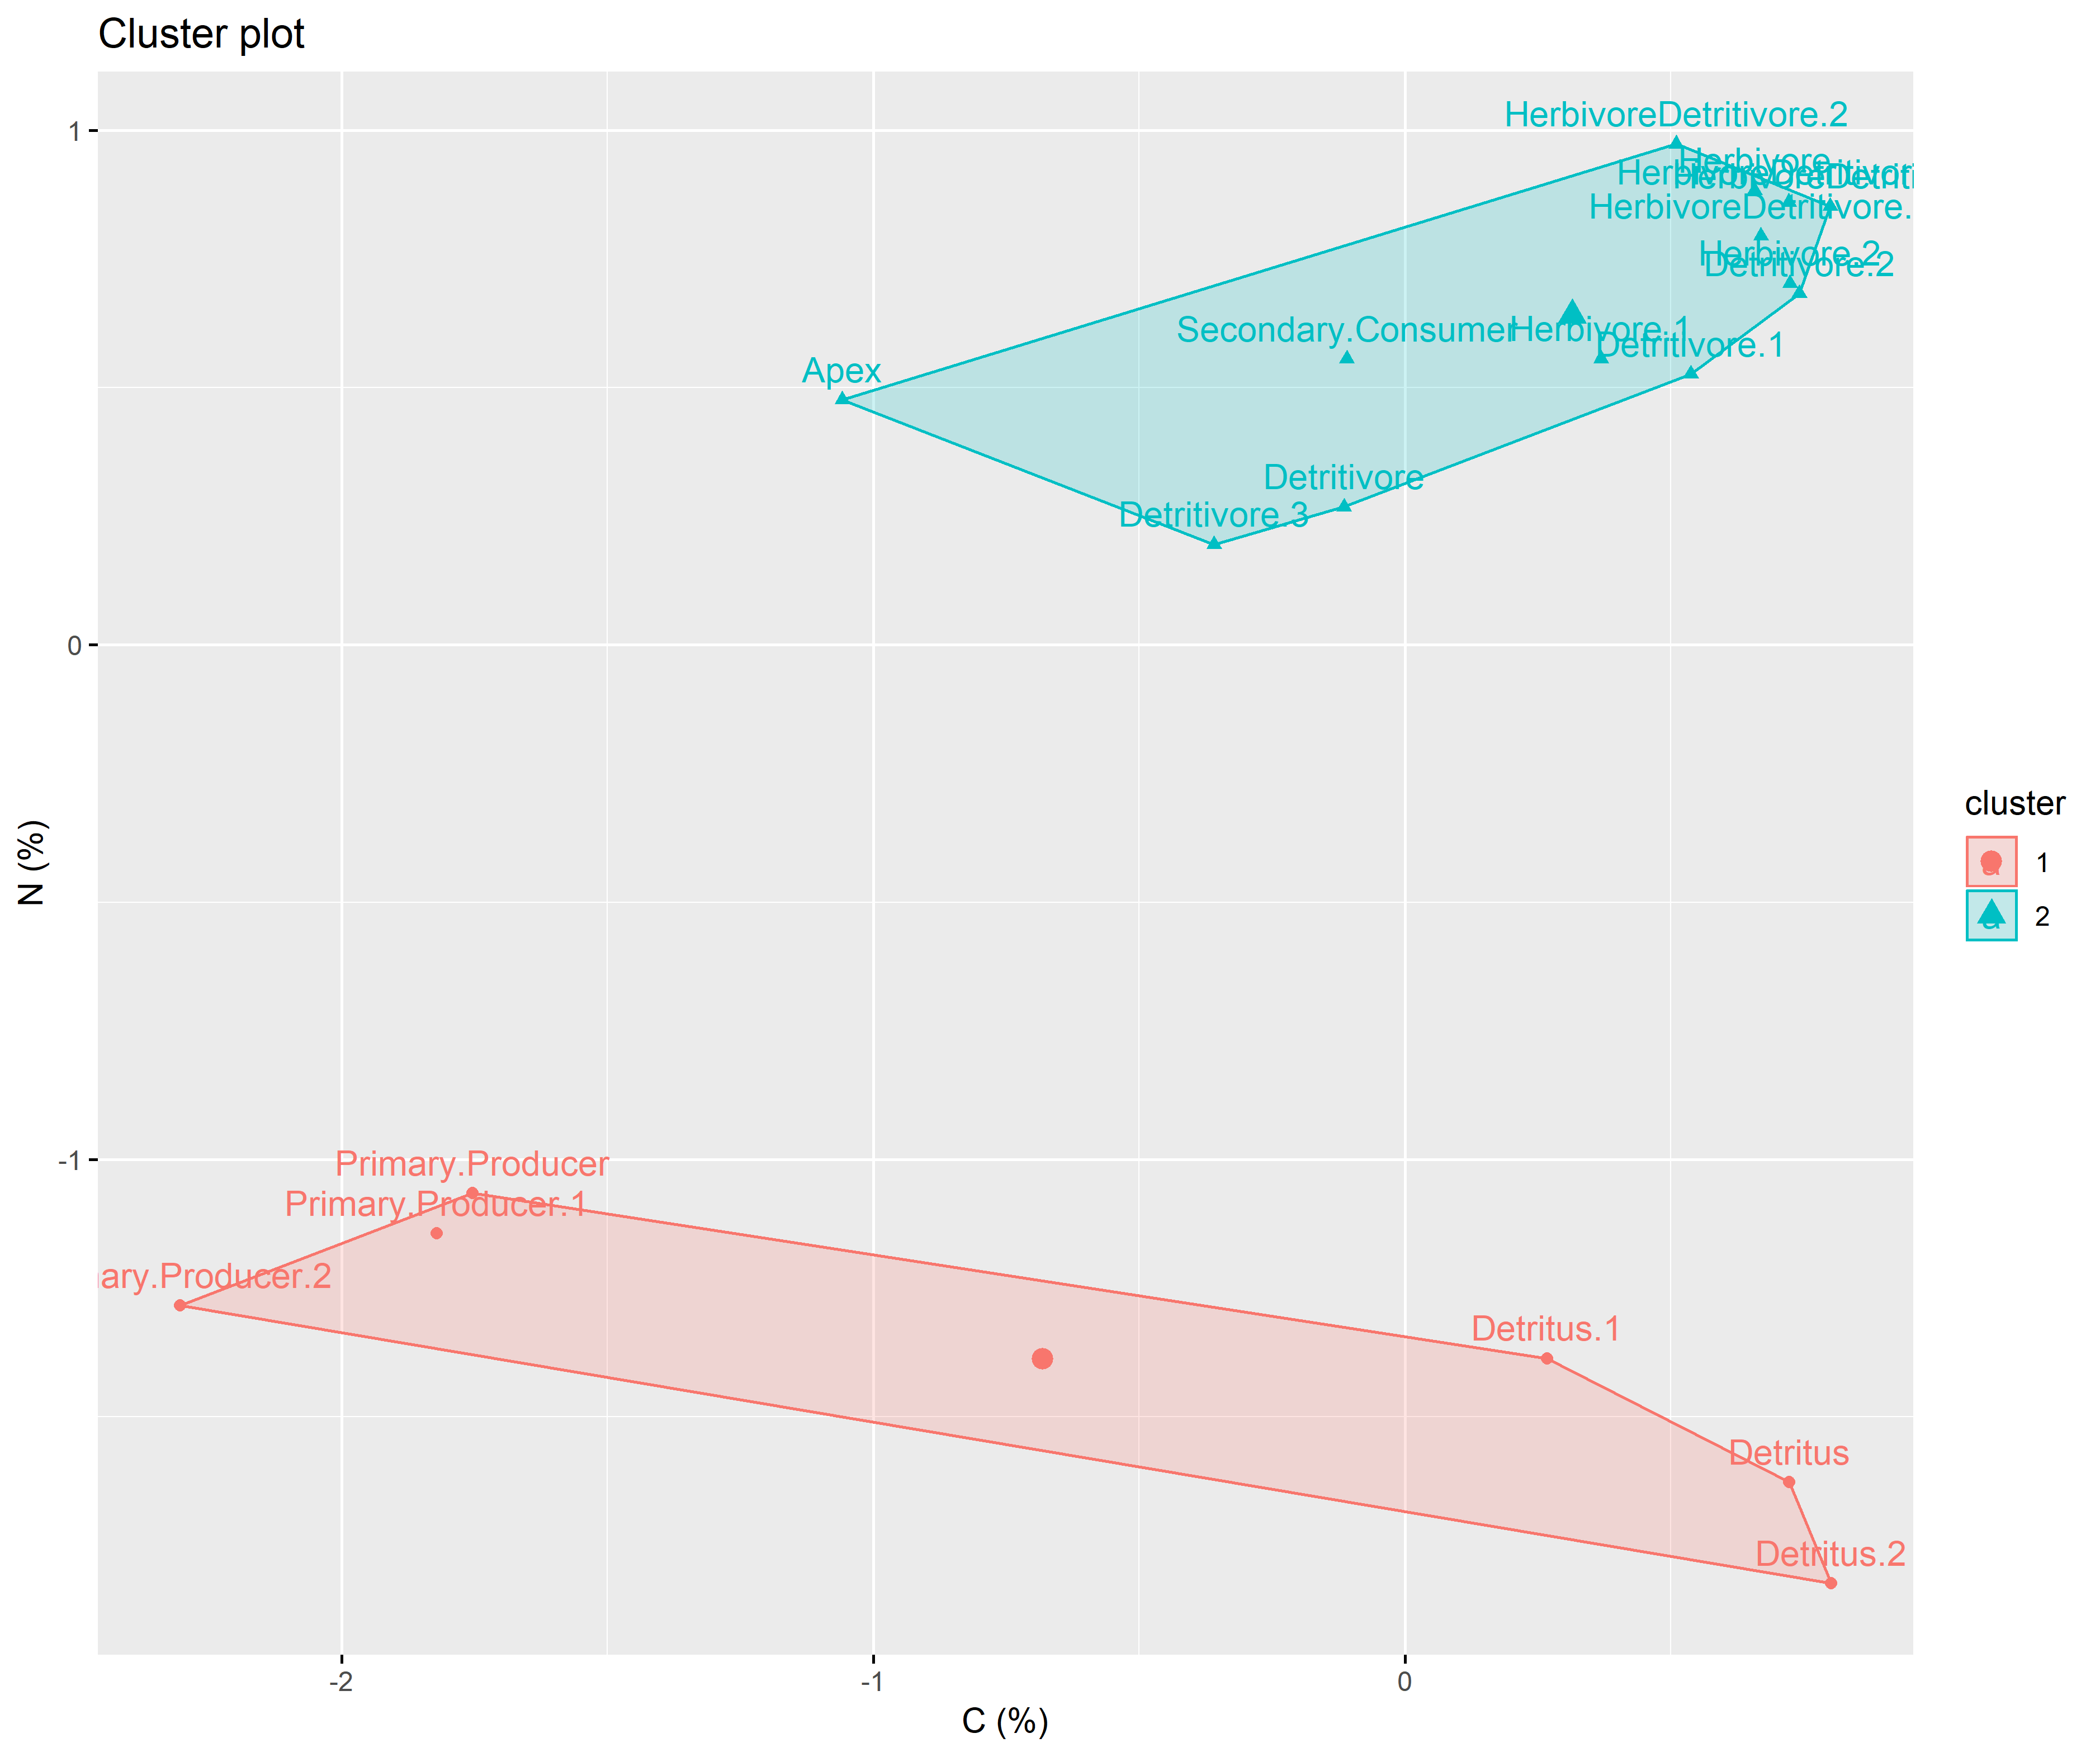 Cluster plot
1
0
-1
N (%)
HerbivoreDetritivore.2
Herbivore
HerbivoreDetritivore.
Herbivore.2
Detritivore.2
Secondary.Consumer
Herbivore.1
Detritivore.1
Apex
Detritivore
Detritivore.3
Primary.Producer
Primary.Producer.1
ary.Producer.2
Detritus.1
Detritus
Detritus.2
-2
-1
0
C (%)
cluster
1
2